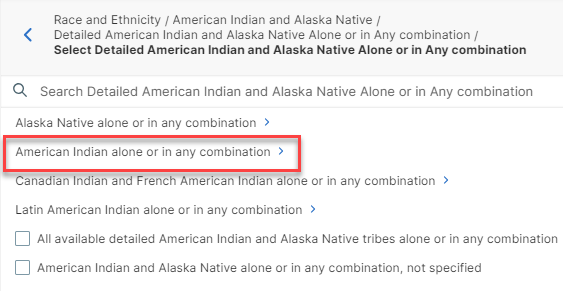 Race and Ethnicity / American Indian and Alaska Native /
Detailed American Indian and Alaska Native Alone or in Any combination /
Select Detailed American Indian and Alaska Native Alone or in Any combination
Search Detailed American Indian and Alaska Native Alone or in Any combination
Alaska Native alone or in any combination >
American Indian alone or in any combination >
Canadian Indian and French American Indian alone or in any combination >
Latin American Indian alone or in any combination >
All available detailed American Indian and Alaska Native tribes alone or in any combination
American Indian and Alaska Native alone or in any combination, not specified